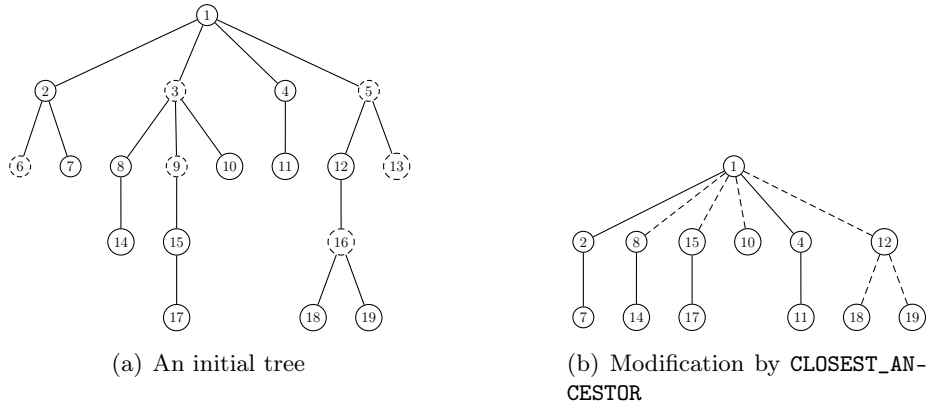 1
2 3 4 5
6 7 8 9 10 11 12 13
14 15 16
17 18 19
(a) An initial tree
1
2 8 15 10 4 12
7 14 17 11 18 19
(b) Modification by CLOSEST_AN-
CESTOR